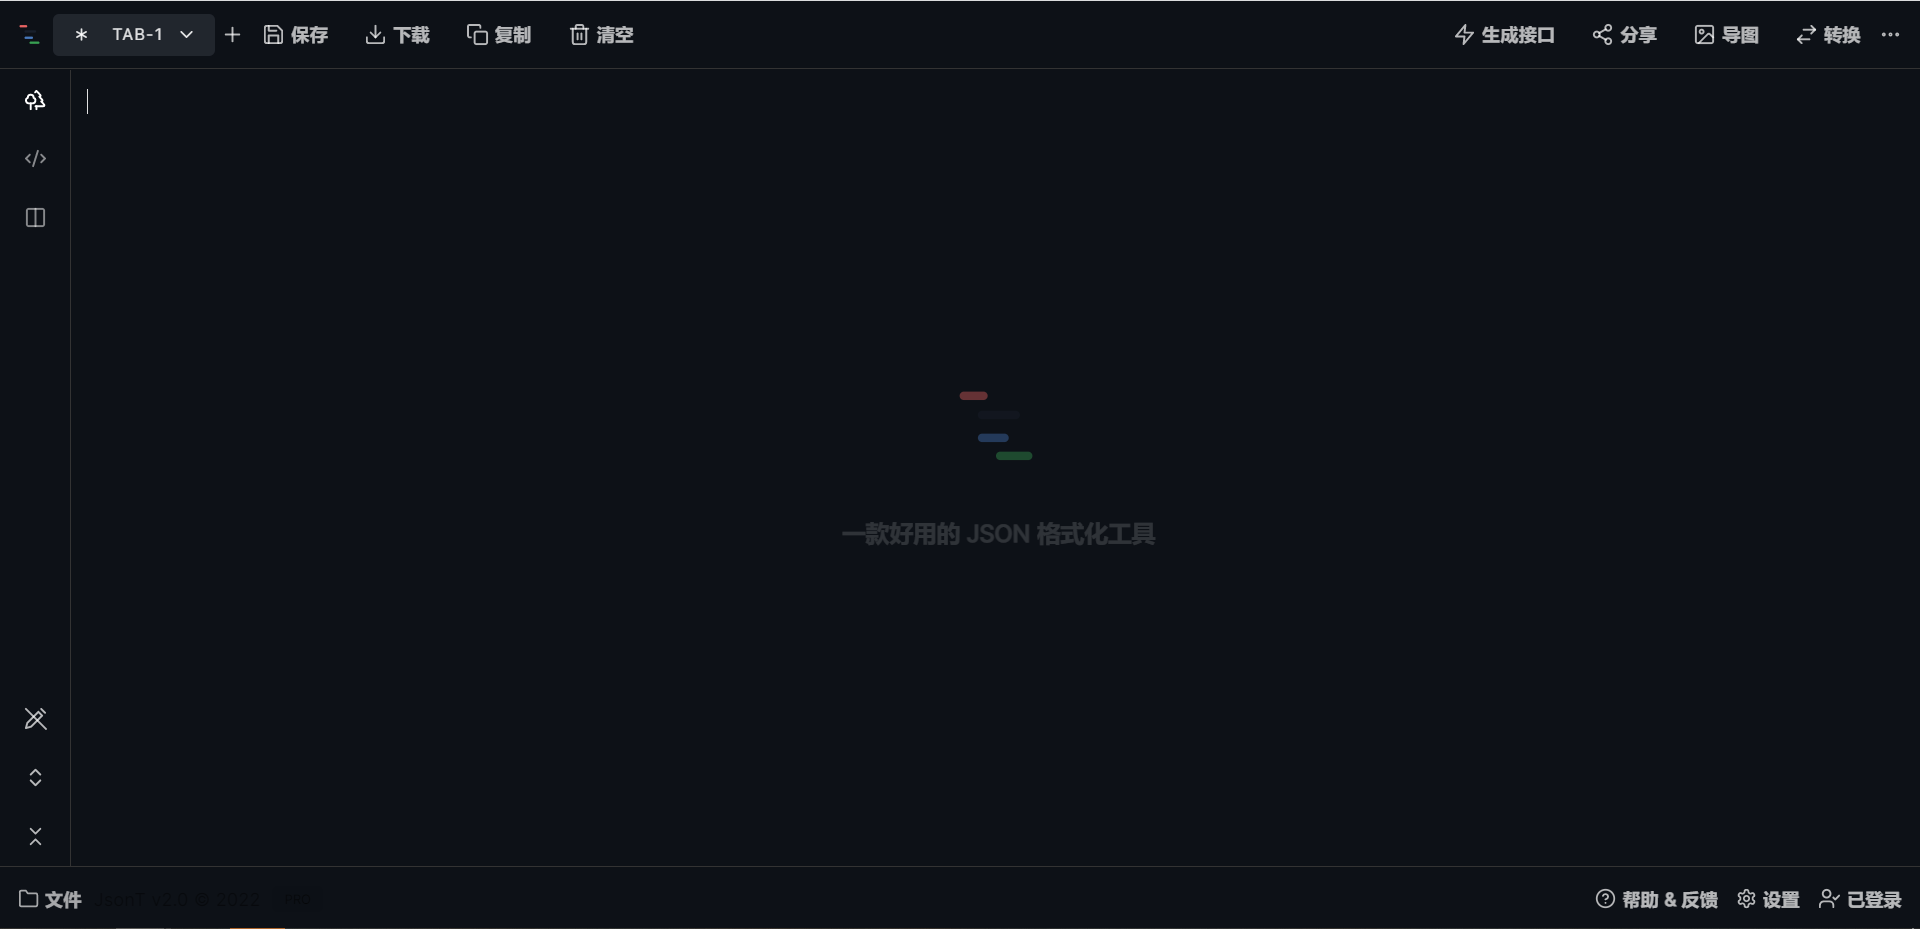 * TAB-1 保存 下载 复制 清空 生成接口 分享 导图 转换 ...
一款好用的 JSON 格式化工具
文件 JsonT v2.0 © 2022 PRO 帮助 & 反馈 设置 已登录